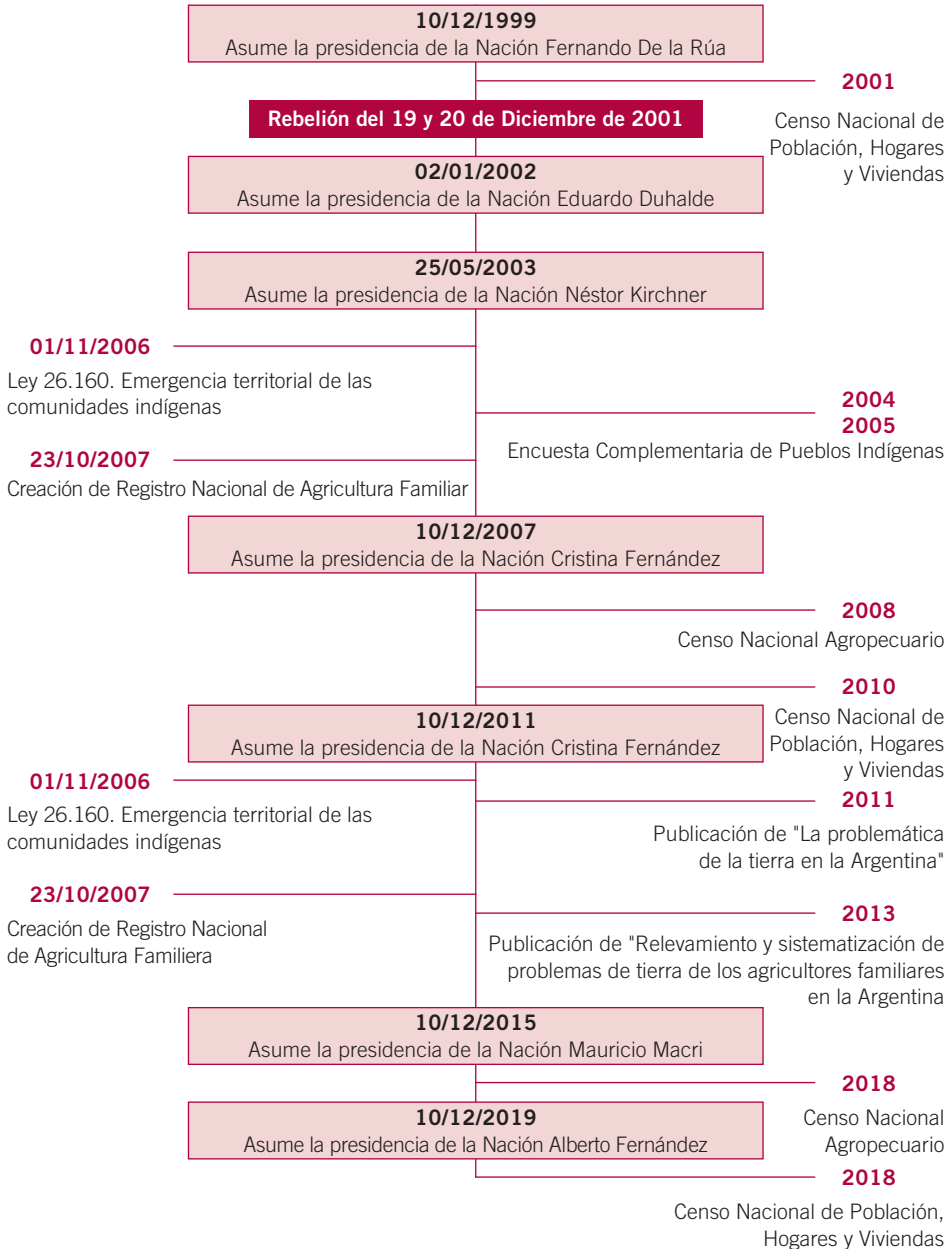 10/12/1999
Asume la presidencia de la Nación Fernando De la Rúa
2001
Censo Nacional de
Población, Hogares
y Viviendas
Rebelión del 19 y 20 de Diciembre de 2001
02/01/2002
Asume la presidencia de la Nación Eduardo Duhalde
25/05/2003
Asume la presidencia de la Nación Néstor Kirchner
01/11/2006
Ley 26.160. Emergencia territorial de las
comunidades indígenas
2004
2005
Encuesta Complementaria de Pueblos Indígenas
23/10/2007
Creación de Registro Nacional de Agricultura Familiar
10/12/2007
Asume la presidencia de la Nación Cristina Fernández
2008
Censo Nacional Agropecuario
2010
Censo Nacional de
Población, Hogares
y Viviendas
10/12/2011
Asume la presidencia de la Nación Cristina Fernández
01/11/2006
Ley 26.160. Emergencia territorial de las
comunidades indígenas
2011
Publicación de "La problemática
de la tierra en la Argentina"
23/10/2007
Creación de Registro Nacional
de Agricultura Familiera
2013
Publicación de "Relevamiento y sistematización de
problemas de tierra de los agricultores familiares
en la Argentina
10/12/2015
Asume la presidencia de la Nación Mauricio Macri
2018
Censo Nacional
Agropecuario
10/12/2019
Asume la presidencia de la Nación Alberto Fernández
2018
Censo Nacional de Población,
Hogares y Viviendas